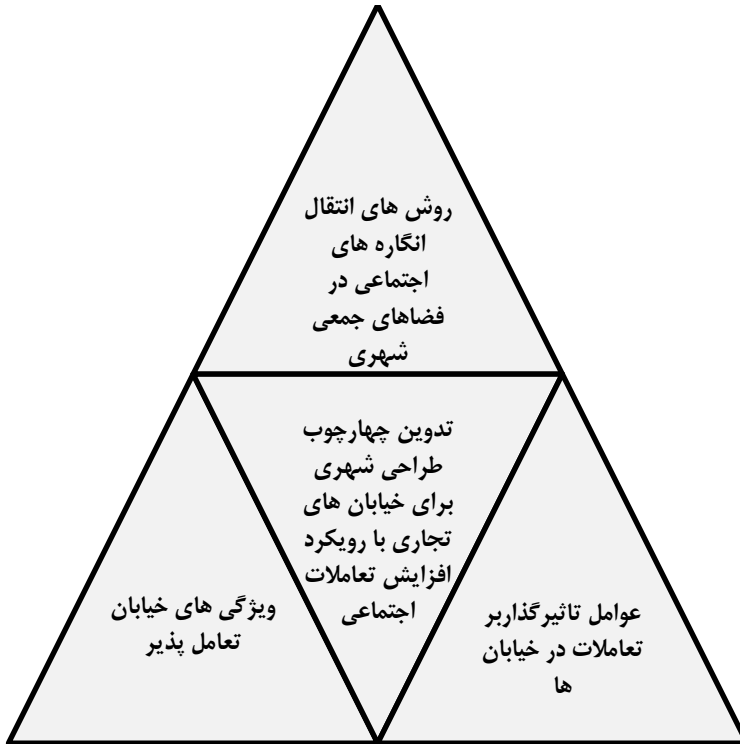 روش های انتقال
انگاره های
اجتماعی در
فضاهای جمعی
شهری
تدوین چهارچوب
طراحی شهری
برای خیابان های
تجاری با رویکرد
افزایش تعاملات
اجتماعی
عوامل تاثیرگذاربر
تعاملات در خیابان
ها
ویژگی های خیابان
تعامل پذیر